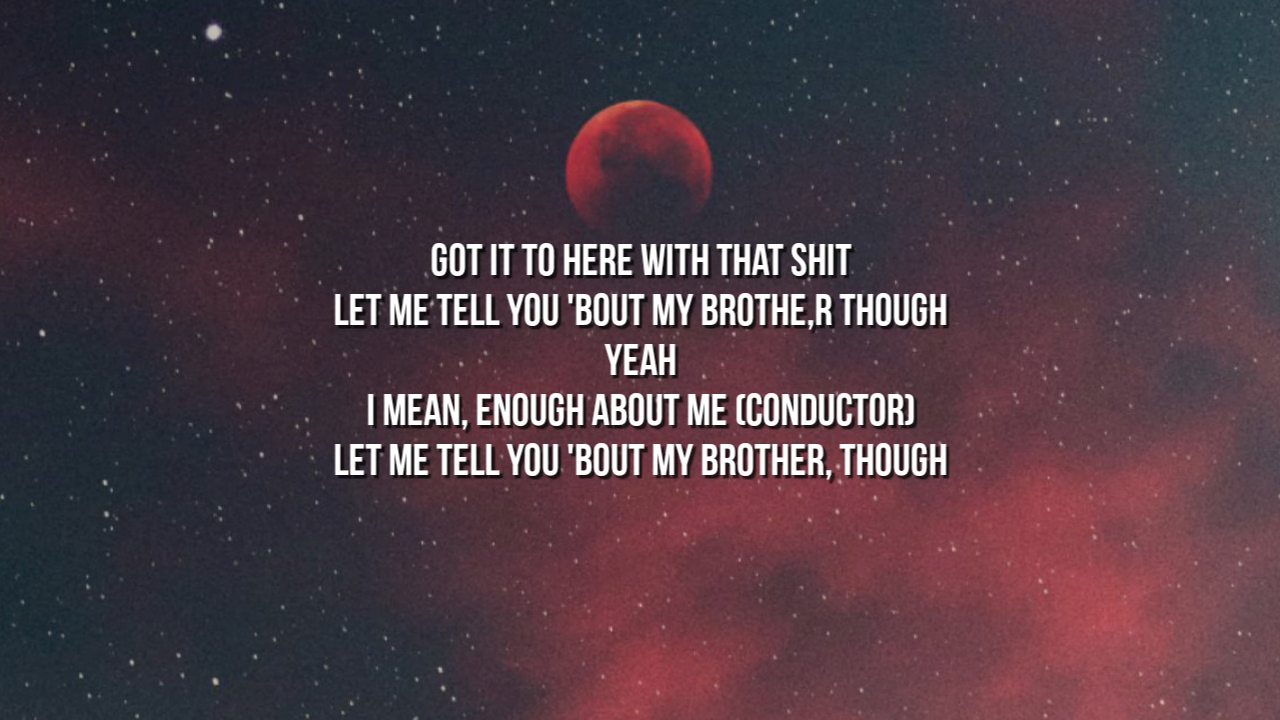 GOT IT TO HERE WITH THAT SHIT
LET ME TELL YOU 'BOUT MY BROTHE,R THOUGH
YEAH
I MEAN, ENOUGH ABOUT ME (CONDUCTOR)
LET ME TELL YOU 'BOUT MY BROTHER, THOUGH